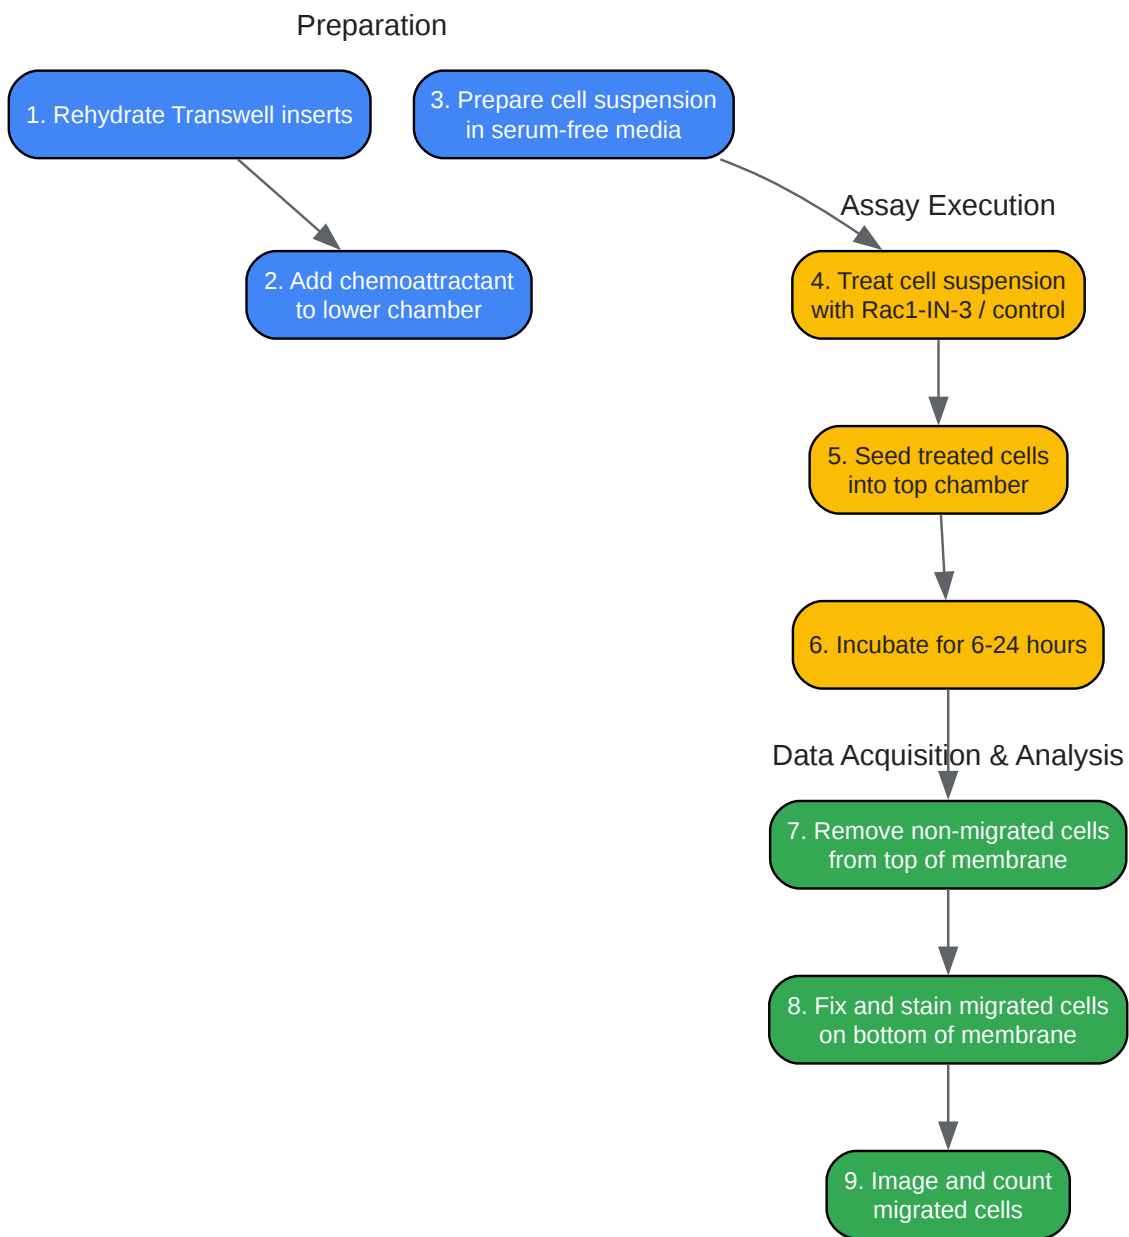 Preparation
1. Rehydrate Transwell inserts
3. Prepare cell suspension
in serum-free media
2. Add chemoattractant
to lower chamber
Assay Execution
4. Treat cell suspension
with Rac1-IN-3 / control
5. Seed treated cells
into top chamber
6. Incubate for 6-24 hours
Data Acquisition & Analysis
7. Remove non-migrated cells
from top of membrane
8. Fix and stain migrated cells
on bottom of membrane
9. Image and count
migrated cells